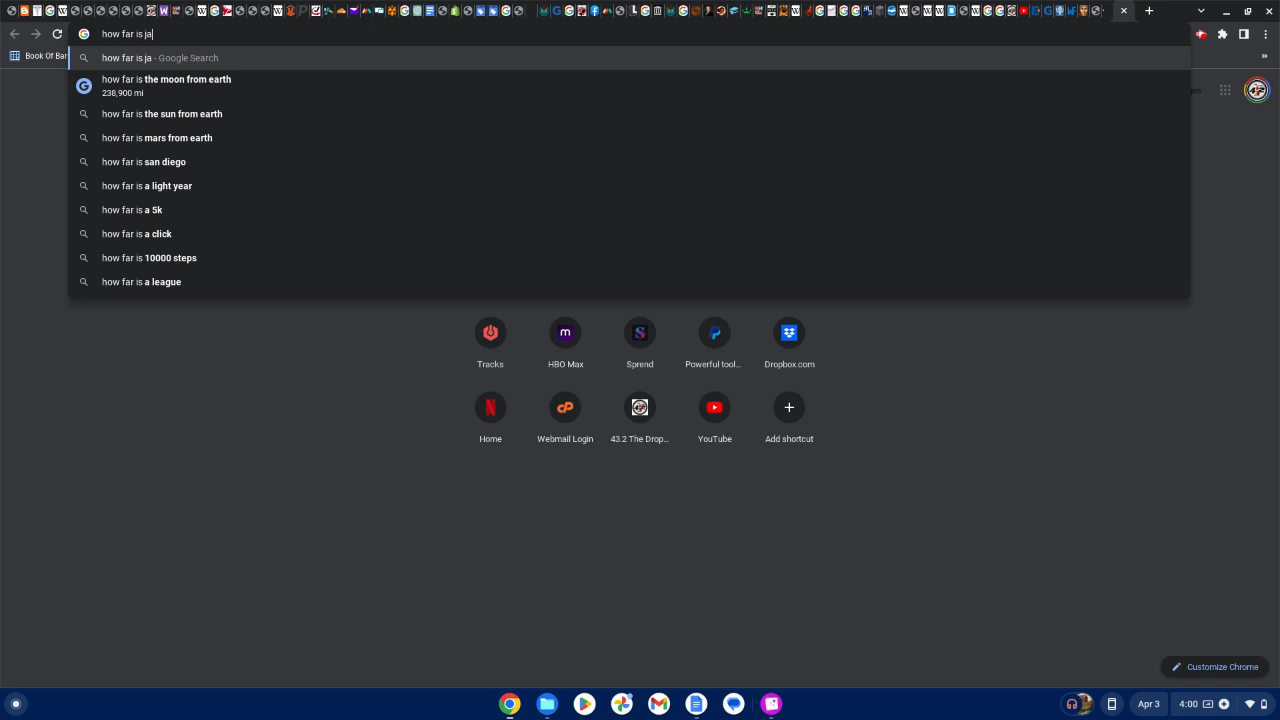 how far is ja
Book Of Bar
»
how far is ja - Google Search
how far is the moon from earth
238,900 mi
how far is the sun from earth
how far is mars from earth
how far is san diego
how far is a light year
how far is a 5k
how far is a click
how far is 10000 steps
how far is a league
Tracks
HBO Max
Sprend
Powerful tool...
Dropbox.com
Home
Webmail Login
43.2 The Drop...
YouTube
Add shortcut
Customize Chrome
Apr 3
4:00